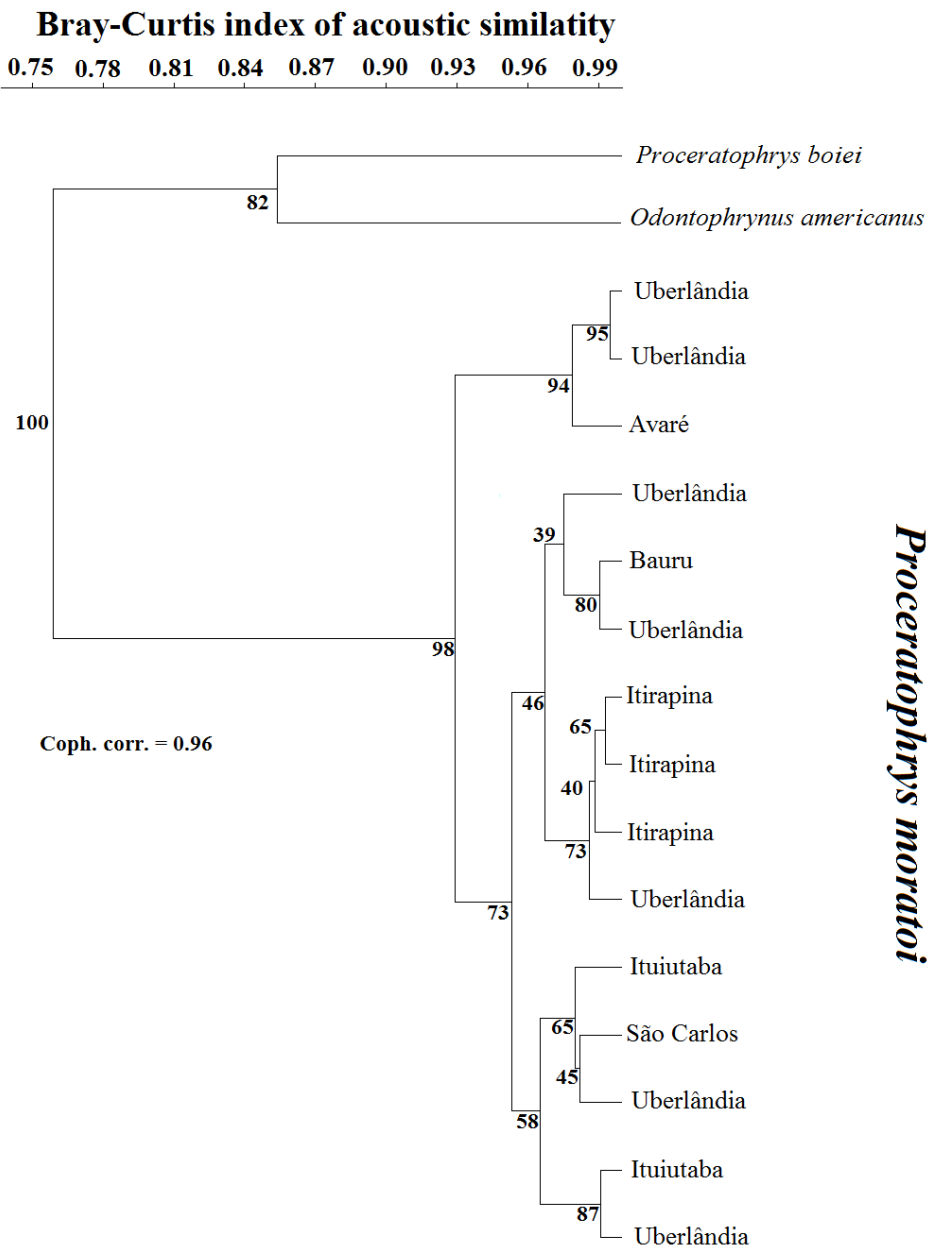 Bray-Curtis index of acoustic similatity
0.75 0.78 0.81 0.84 0.87 0.90 0.93 0.96 0.99
Proceratophrys boiei
82
Odontophrynus americanus
Uberlândia
95
Uberlândia
94
100
Avaré
Uberlândia
39
Bauru
80
Uberlândia
98
Itirapina
46
65
Coph. corr. = 0.96
Itirapina
40
Itirapina
73
Uberlândia
73
Ituiutaba
65
São Carlos
45
Uberlândia
58
Ituiutaba
87
Uberlândia
Proceratophrys moratoi